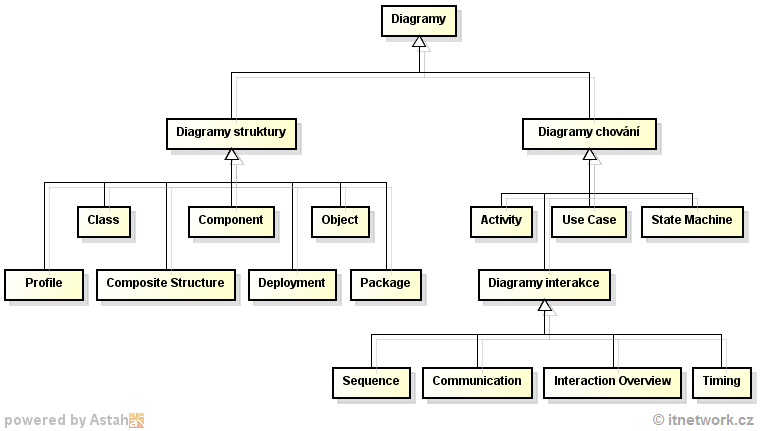 Diagramy
Diagramy struktury
Diagramy chování
Class
Component
Object
Activity
Use Case
State Machine
Profile
Composite Structure
Deployment
Package
Diagramy interakce
Sequence
Communication
Interaction Overview
Timing
powered by Astah
© itnetwork.cz